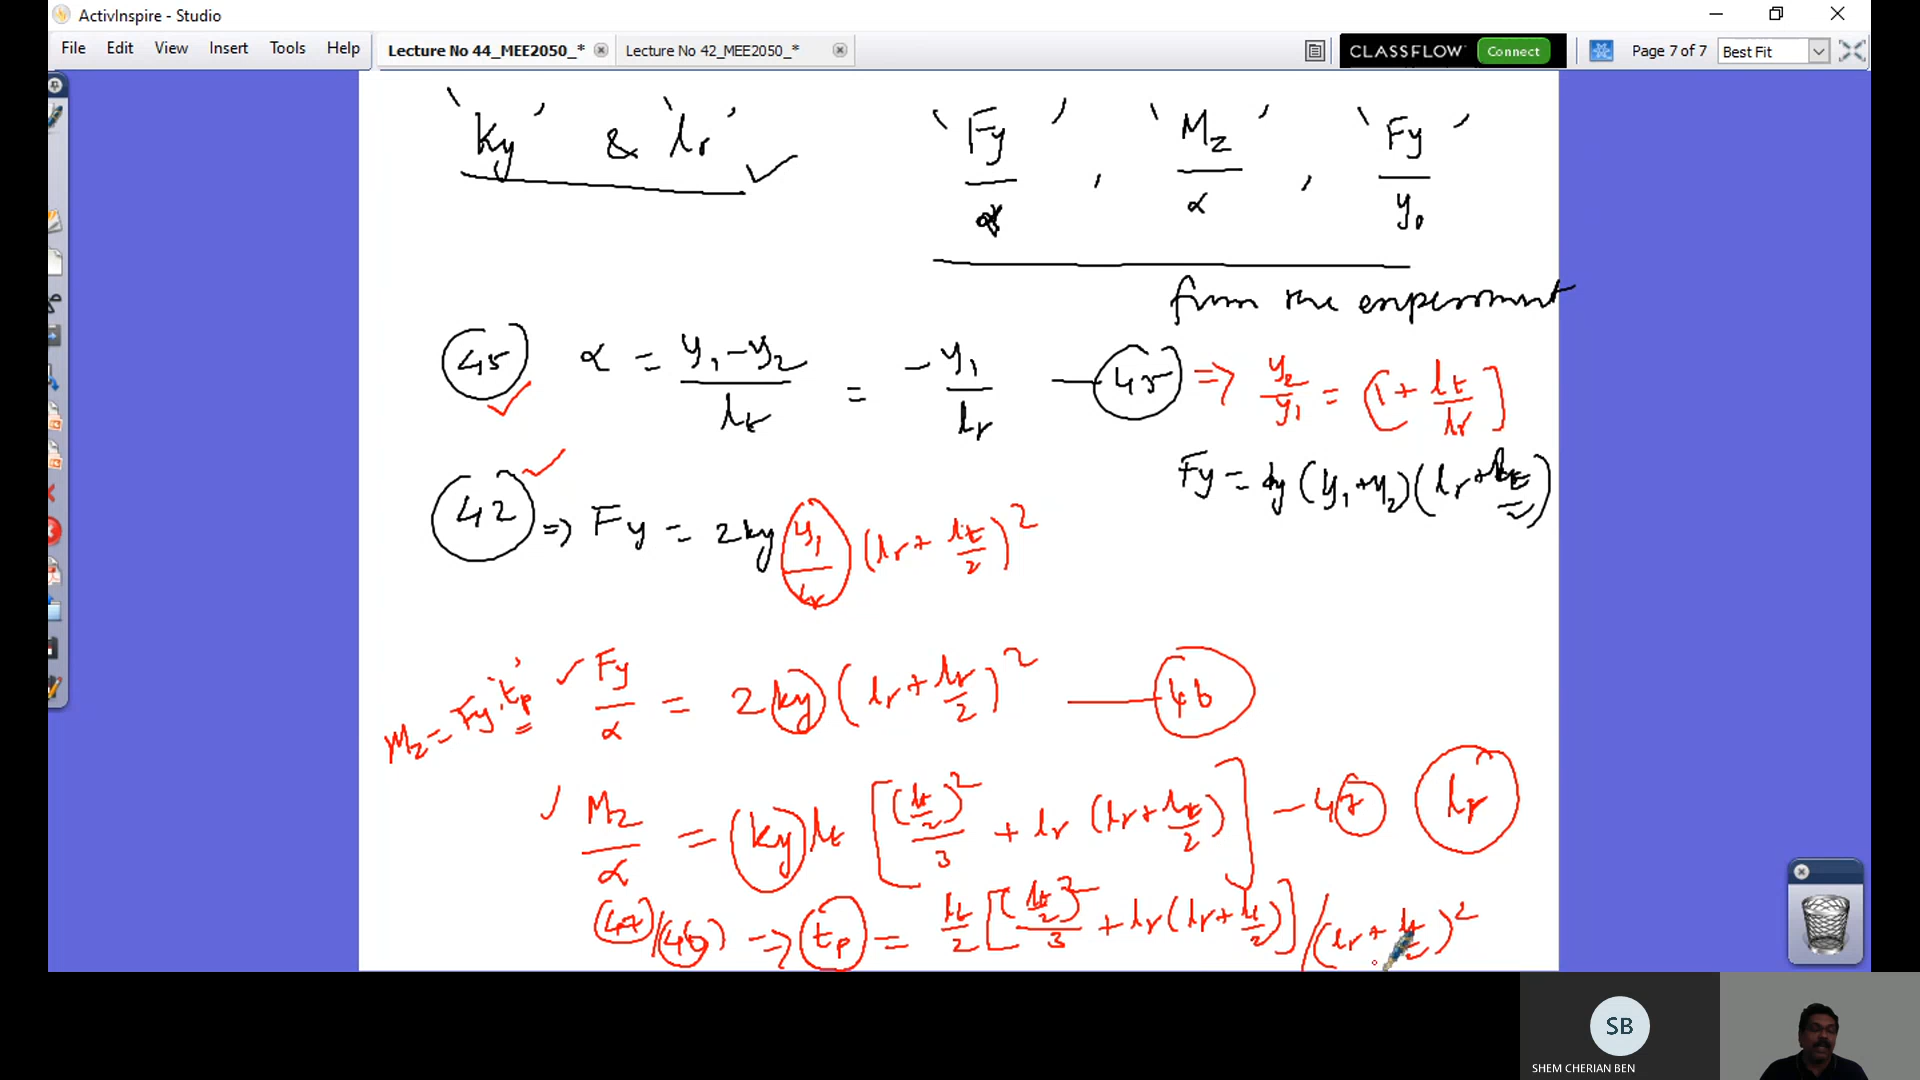 ActivInspire - Studio
File Edit View Insert Tools Help
Lecture No 44_MEE2050_* Lecture No 42_MEE2050_*
CLASSFLOW Connect Page 7 of 7 Best Fit
'ky' & 'lr' 'Fy/α', 'Mz/α', 'Fy/y₁'
from the experiment
(45) α = (y₁ - y₂)/lt = -y₁/lr — (45) => y₂/y₁ = (1 + lt/lr)
Fy = ky (y₁+y₂)(lr+lt)
(42) => Fy = 2ky y₁/lr (lr + lt/2)²
Mz = Fy.tp ✓ Fy/α = 2 ky (lr + lr/2)² — (46)
✓ Mz/α = ky lt [(lt/2)²/3 + lr (lr + lt/2)] - 47 lr
(47)/(46) => tp = lt/2 [(lt/2)²/3 + lr (lr + lt/2)] / (lr + lt/2)²
SB
SHEM CHERIAN BEN